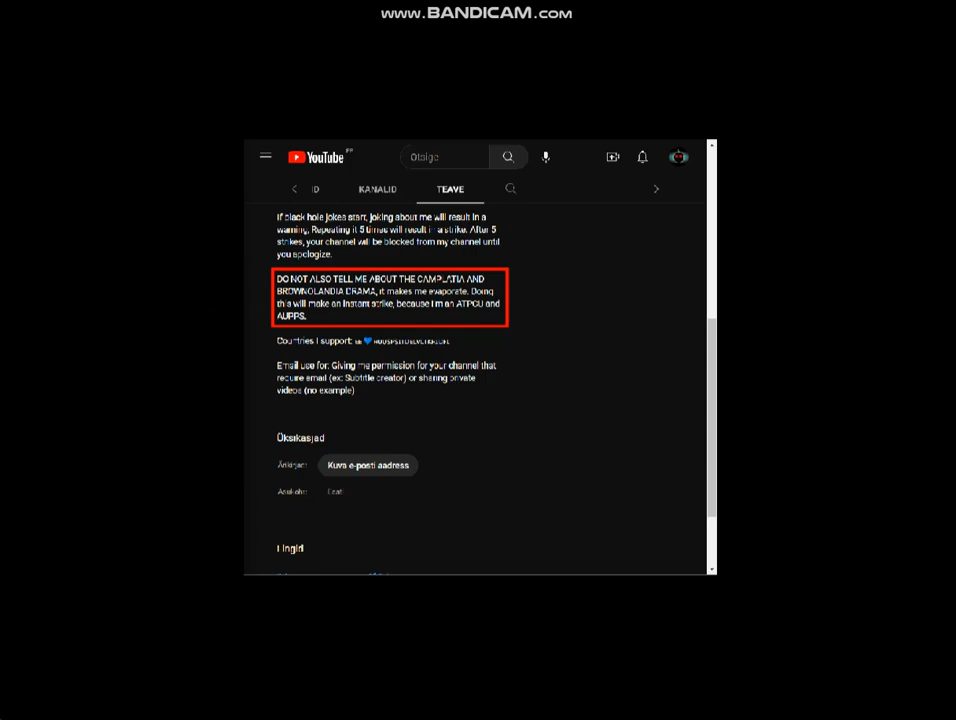 www.BANDICAM.com
YouTube EE
Otsige
ID KANALID TEAVE
If black hole jokes start, joking about me will result in a
warning, Repeating it 5 times will result in a strike. After 5
strikes, your channel will be blocked from my channel until
you apologize.
DO NOT ALSO TELL ME ABOUT THE CAMPLATIA AND
BROWNOLANDIA DRAMA, it makes me evaporate. Doing
this will make an instant strike, because I'm an ATPCU and
AUPPS.
Countries I support:
Email use for: Giving me permission for your channel that
require email (ex: Subtitle creator) or sharing private
videos (no example)
Üksikasjad
Kuva e-posti aadress
Asukoht: Eesti
Lingid